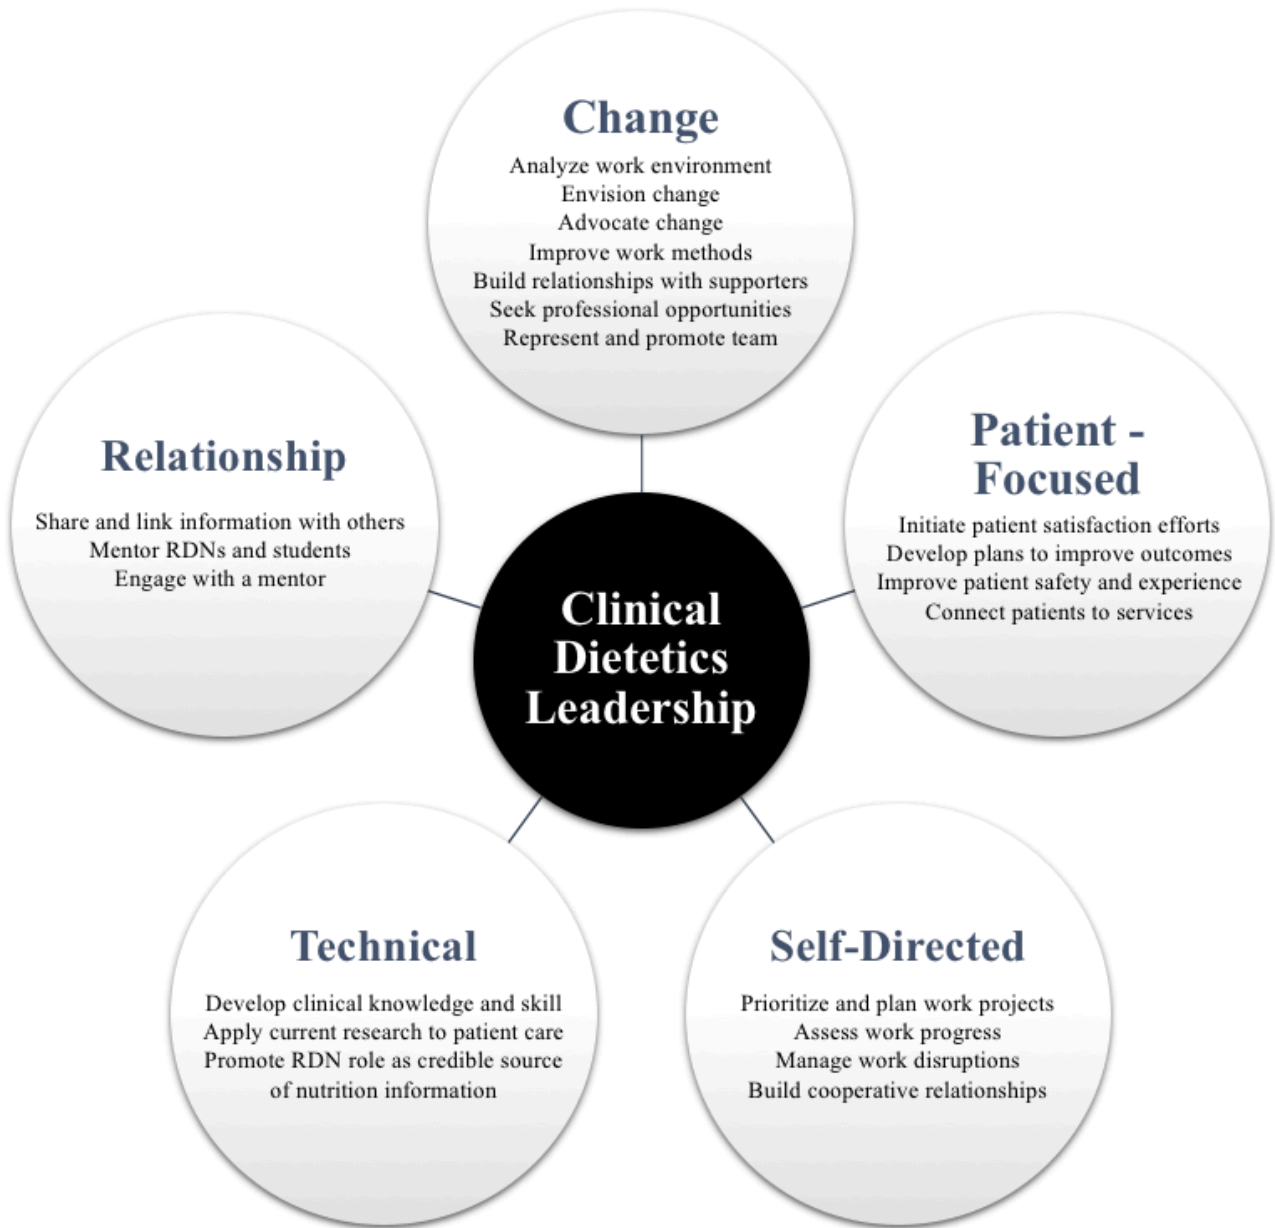 Change
Analyze work environment
Envision change
Advocate change
Improve work methods
Build relationships with supporters
Seek professional opportunities
Represent and promote team
Relationship
Share and link information with others
Mentor RDNs and students
Engage with a mentor
Patient -
Focused
Initiate patient satisfaction efforts
Develop plans to improve outcomes
Improve patient safety and experience
Connect patients to services
Clinical
Dietetics
Leadership
Technical
Develop clinical knowledge and skill
Apply current research to patient care
Promote RDN role as credible source
of nutrition information
Self-Directed
Prioritize and plan work projects
Assess work progress
Manage work disruptions
Build cooperative relationships